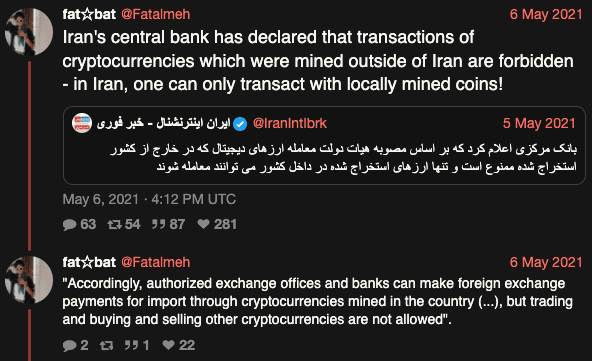 fat☆bat @Fatalmeh 6 May 2021
Iran's central bank has declared that transactions of
cryptocurrencies which were mined outside of Iran are forbidden
- in Iran, one can only transact with locally mined coins!
ایران اینترنشنال - خبر فوری @IranIntlbrk 5 May 2021
بانک مرکزی اعلام کرد که بر اساس مصوبه هیات دولت معامله ارزهای دیجیتال که در خارج از کشور
استخراج شده ممنوع است و تنها ارزهای استخراج شده در داخل کشور می توانند معامله شوند
May 6, 2021 · 4:12 PM UTC
63 54 87 281
fat☆bat @Fatalmeh 6 May 2021
"Accordingly, authorized exchange offices and banks can make foreign exchange
payments for import through cryptocurrencies mined in the country (...), but trading
and buying and selling other cryptocurrencies are not allowed".
2 1 22